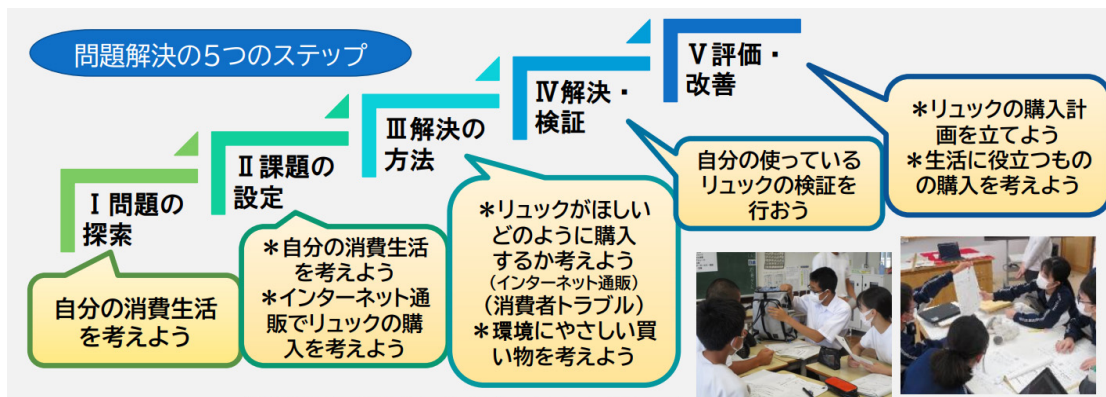 問題解決の5つのステップ
Ⅰ問題の
探索
自分の消費生活
を考えよう
Ⅱ課題の
設定
＊自分の消費生活
を考えよう
＊インターネット通
販でリュックの購
入を考えよう
Ⅲ解決の
方法
＊リュックがほしい
どのように購入
するか考えよう
(インターネット通販)
(消費者トラブル)
＊環境にやさしい買
い物を考えよう
Ⅳ解決・
検証
自分の使っている
リュックの検証を
行おう
Ⅴ評価・
改善
＊リュックの購入計
画を立てよう
＊生活に役立つもの
の購入を考えよう